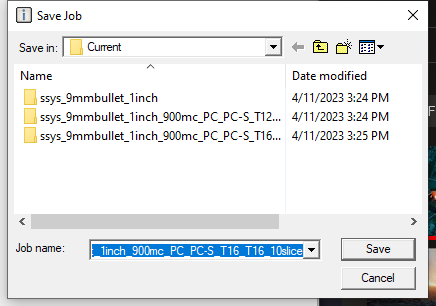 Save Job
Save in: Current
Name Date modified
ssys_9mmbullet_1inch 4/11/2023 3:24 PM
ssys_9mmbullet_1inch_900mc_PC_PC-S_T12... 4/11/2023 3:24 PM
ssys_9mmbullet_1inch_900mc_PC_PC-S_T16... 4/11/2023 3:25 PM
Job name: _1inch_900mc_PC_PC-S_T16_T16_10slice Save
Cancel
F